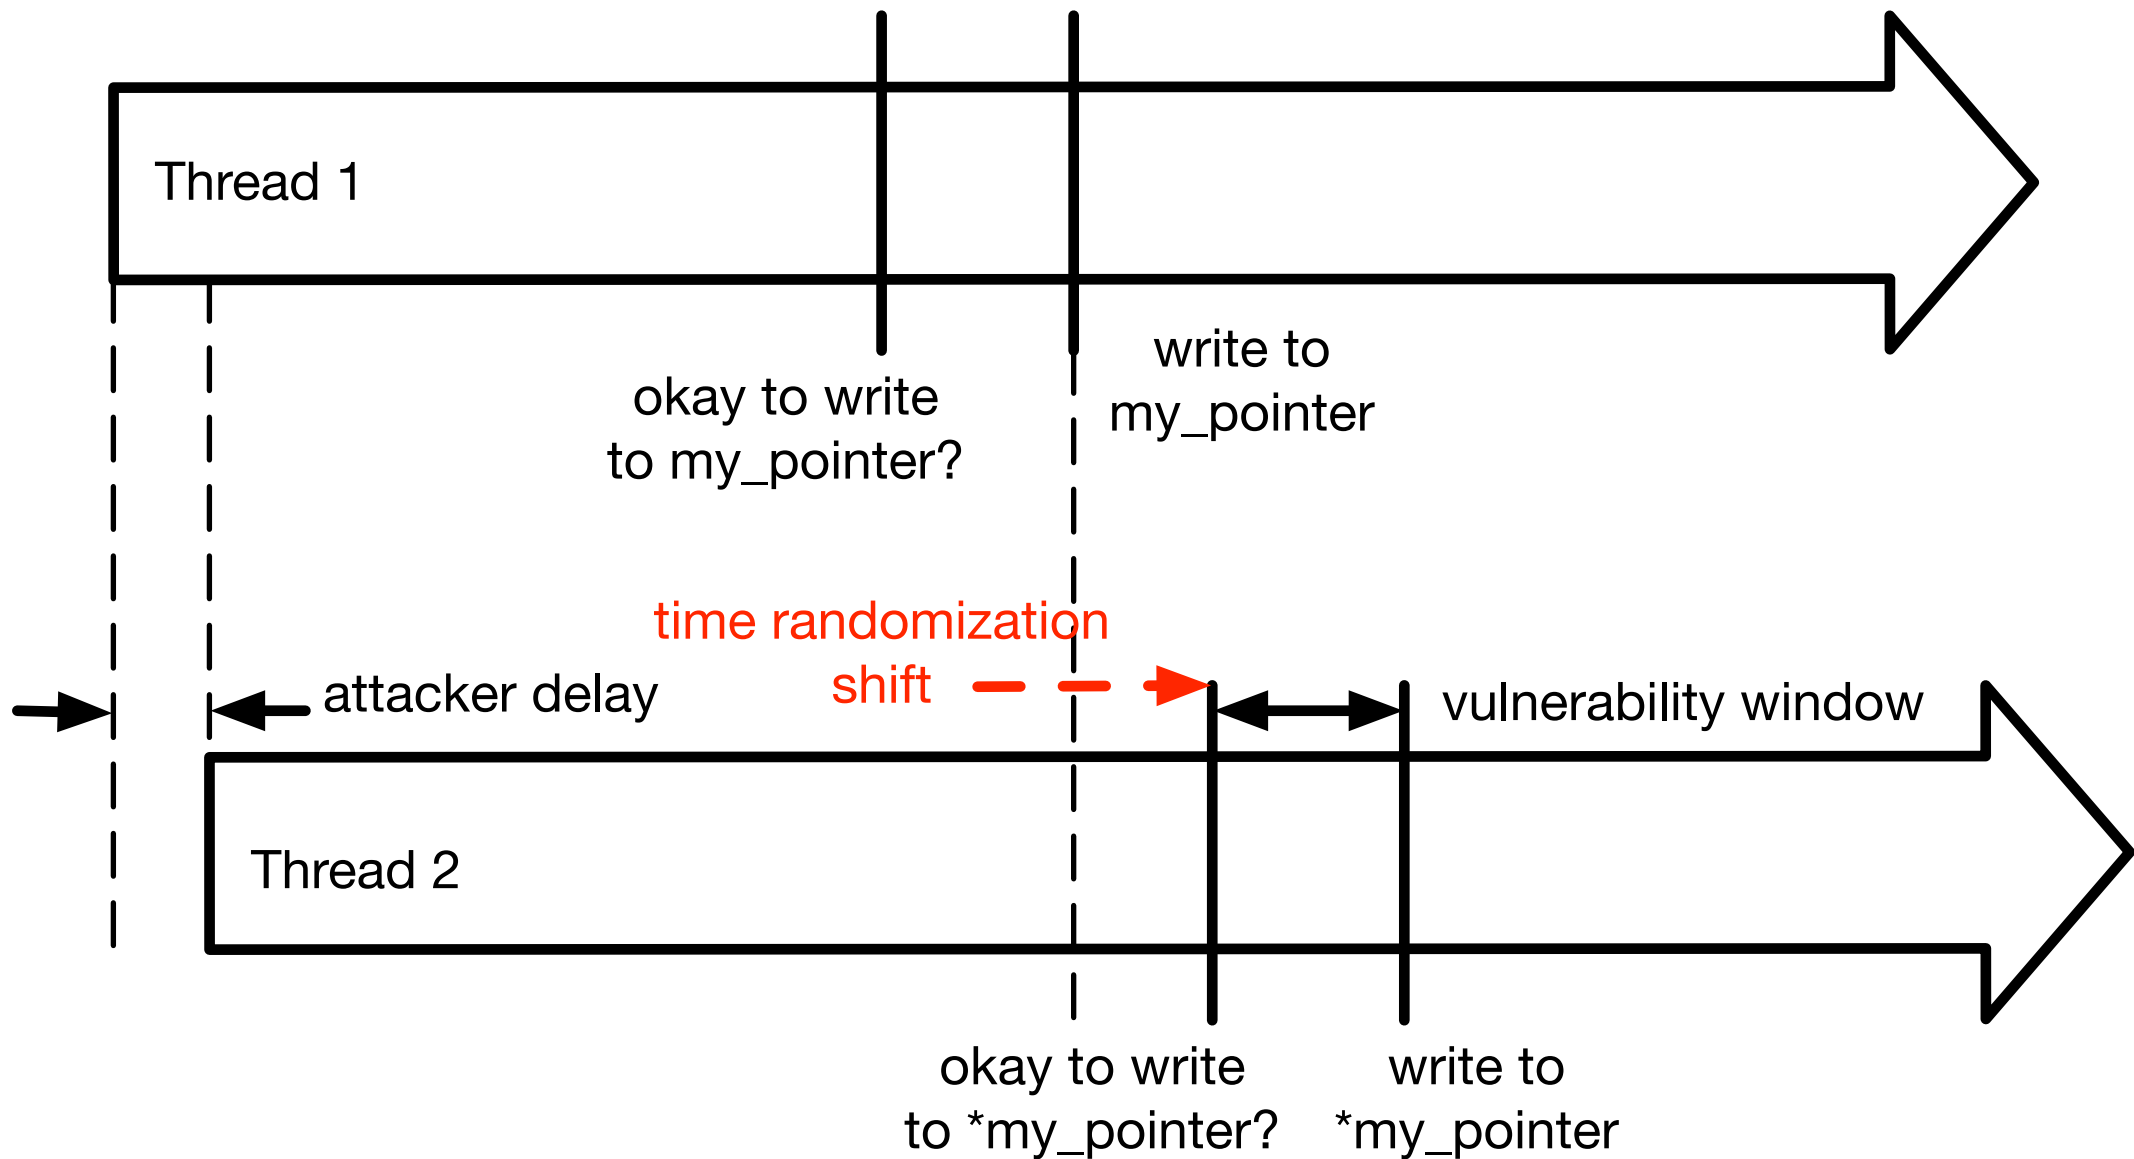 Thread 1
okay to write
to my_pointer?
write to
my_pointer
time randomization
shift
attacker delay
vulnerability window
Thread 2
okay to write
to *my_pointer?
write to
*my_pointer